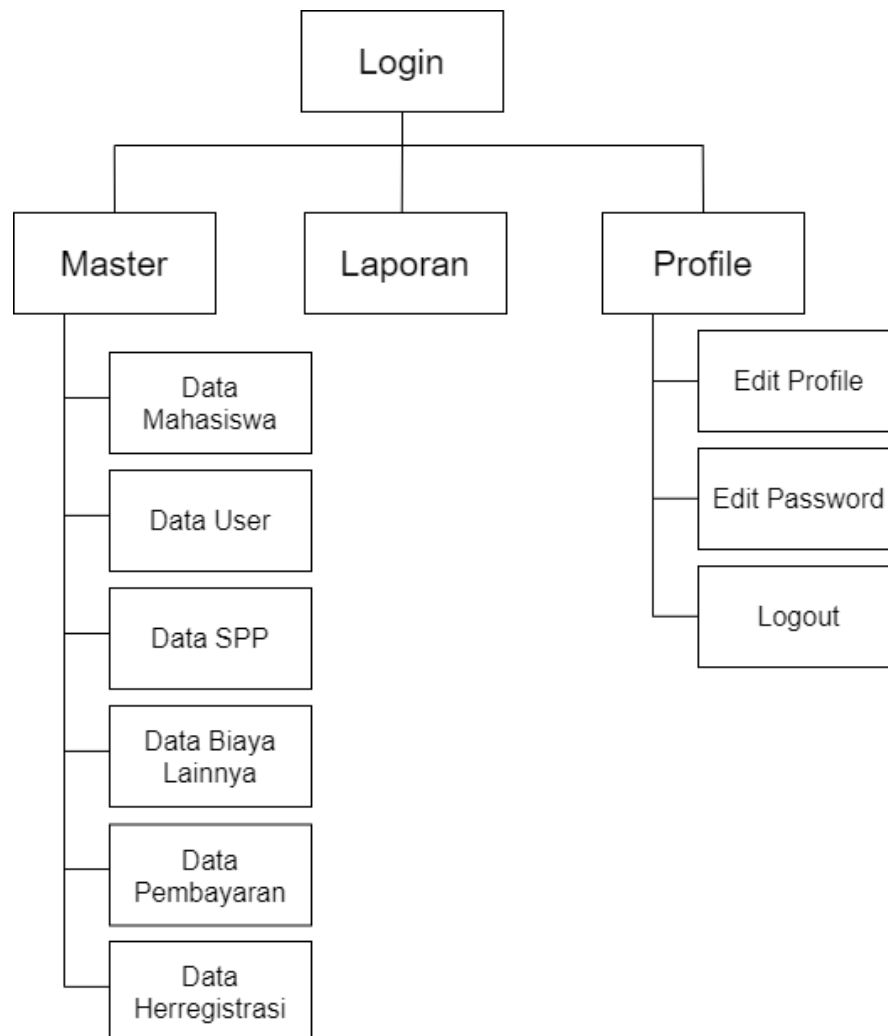 Login
Master
Laporan
Profile
Data
Mahasiswa
Data User
Data SPP
Data Biaya
Lainnya
Data
Pembayaran
Data
Herregistrasi
Edit Profile
Edit Password
Logout